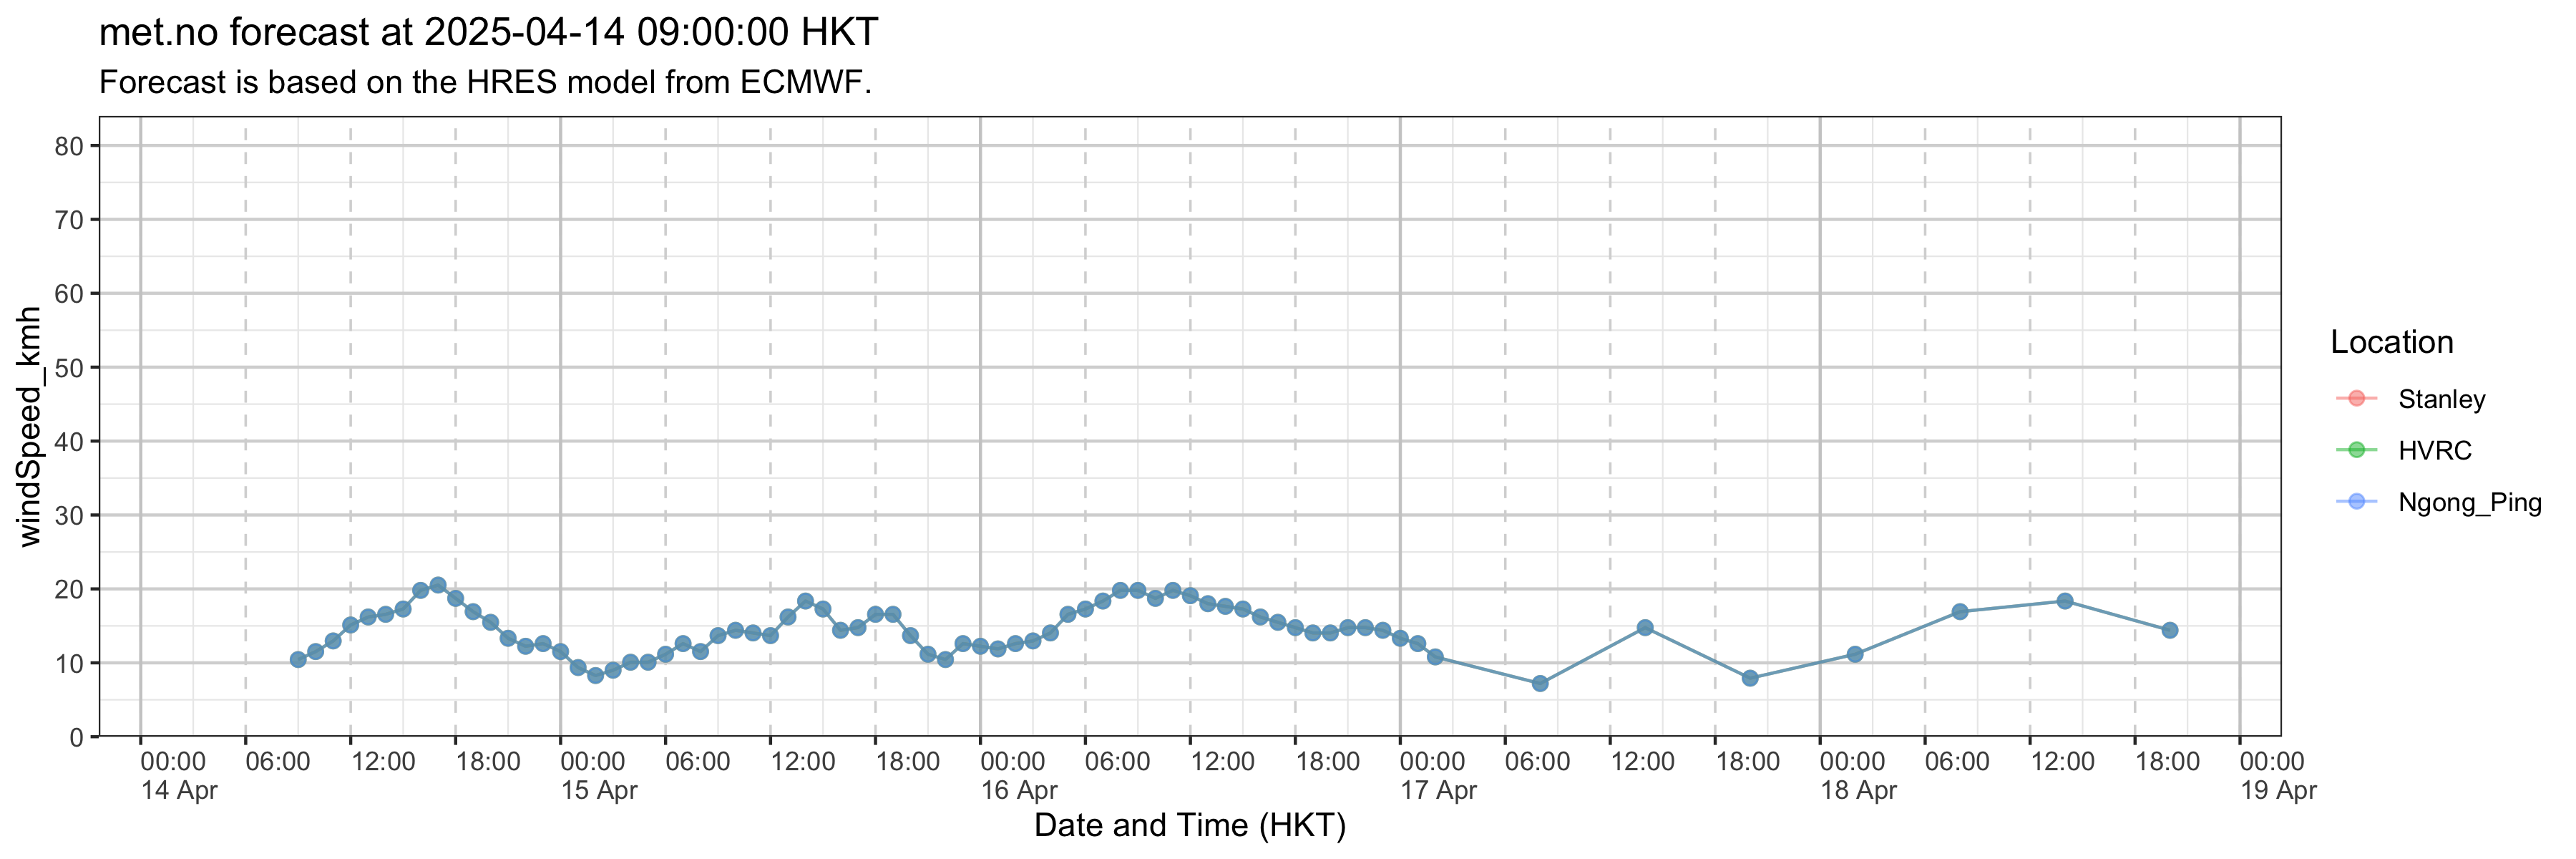 met.no forecast at 2025-04-14 09:00:00 HKT
Forecast is based on the HRES model from ECMWF.
windSpeed_kmh
80
70
60
50
40
30
20
10
0
00:00 06:00 12:00 18:00 00:00 06:00 12:00 18:00 00:00 06:00 12:00 18:00 00:00 06:00 12:00 18:00 00:00 06:00 12:00 18:00 00:00
14 Apr 15 Apr 16 Apr 17 Apr 18 Apr 19 Apr
Date and Time (HKT)
Location
Stanley
HVRC
Ngong_Ping